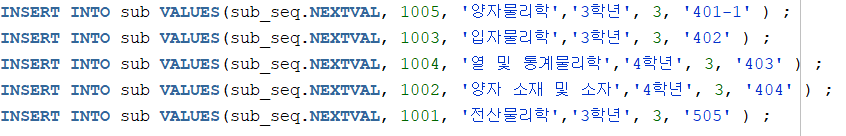 INSERT INTO sub VALUES(sub_seq.NEXTVAL, 1005, '양자물리학','3학년', 3, '401-1' ) ;
INSERT INTO sub VALUES(sub_seq.NEXTVAL, 1003, '입자물리학','3학년', 3, '402' ) ;
INSERT INTO sub VALUES(sub_seq.NEXTVAL, 1004, '열 및 통계물리학','4학년', 3, '403' ) ;
INSERT INTO sub VALUES(sub_seq.NEXTVAL, 1002, '양자 소재 및 소자','4학년', 3, '404' ) ;
INSERT INTO sub VALUES(sub_seq.NEXTVAL, 1001, '전산물리학','3학년', 3, '505' ) ;